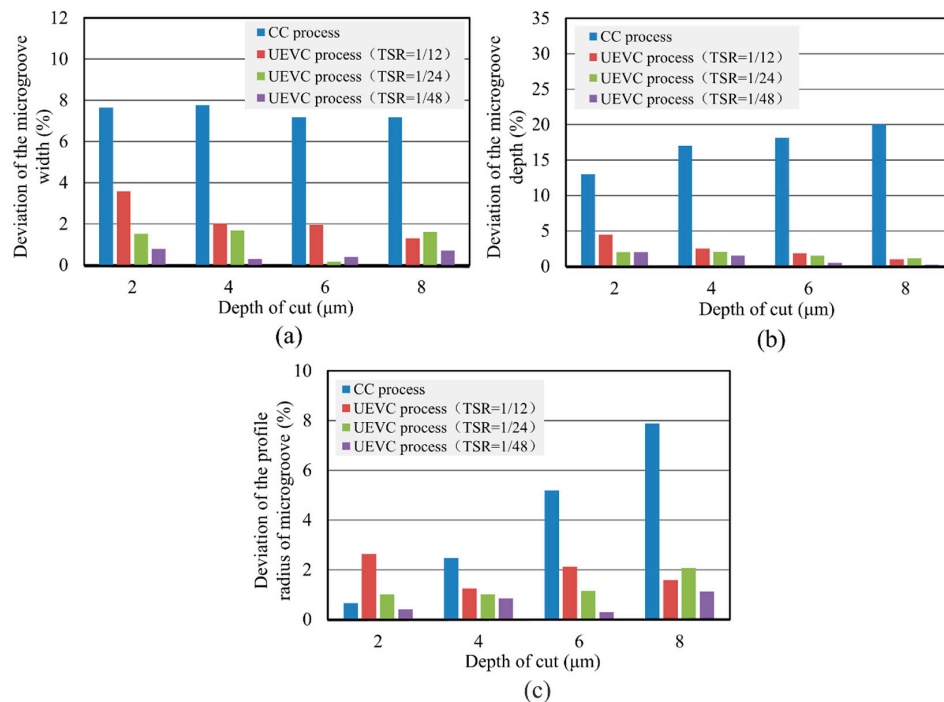 Deviation of the microgroove
width (%)
12
10
8
6
4
2
0
CC process
UEVC process（TSR=1/12）
UEVC process（TSR=1/24）
UEVC process（TSR=1/48）
2
4
6
8
Depth of cut (μm)
(a)
Deviation of the microgroove
depth (%)
35
30
25
20
15
10
5
0
CC process
UEVC process（TSR=1/12）
UEVC process（TSR=1/24）
UEVC process（TSR=1/48）
2
4
6
8
Depth of cut (μm)
(b)
Deviation of the profile
radius of microgroove (%)
10
8
6
4
2
0
CC process
UEVC process（TSR=1/12）
UEVC process（TSR=1/24）
UEVC process（TSR=1/48）
2
4
6
8
Depth of cut (μm)
(c)